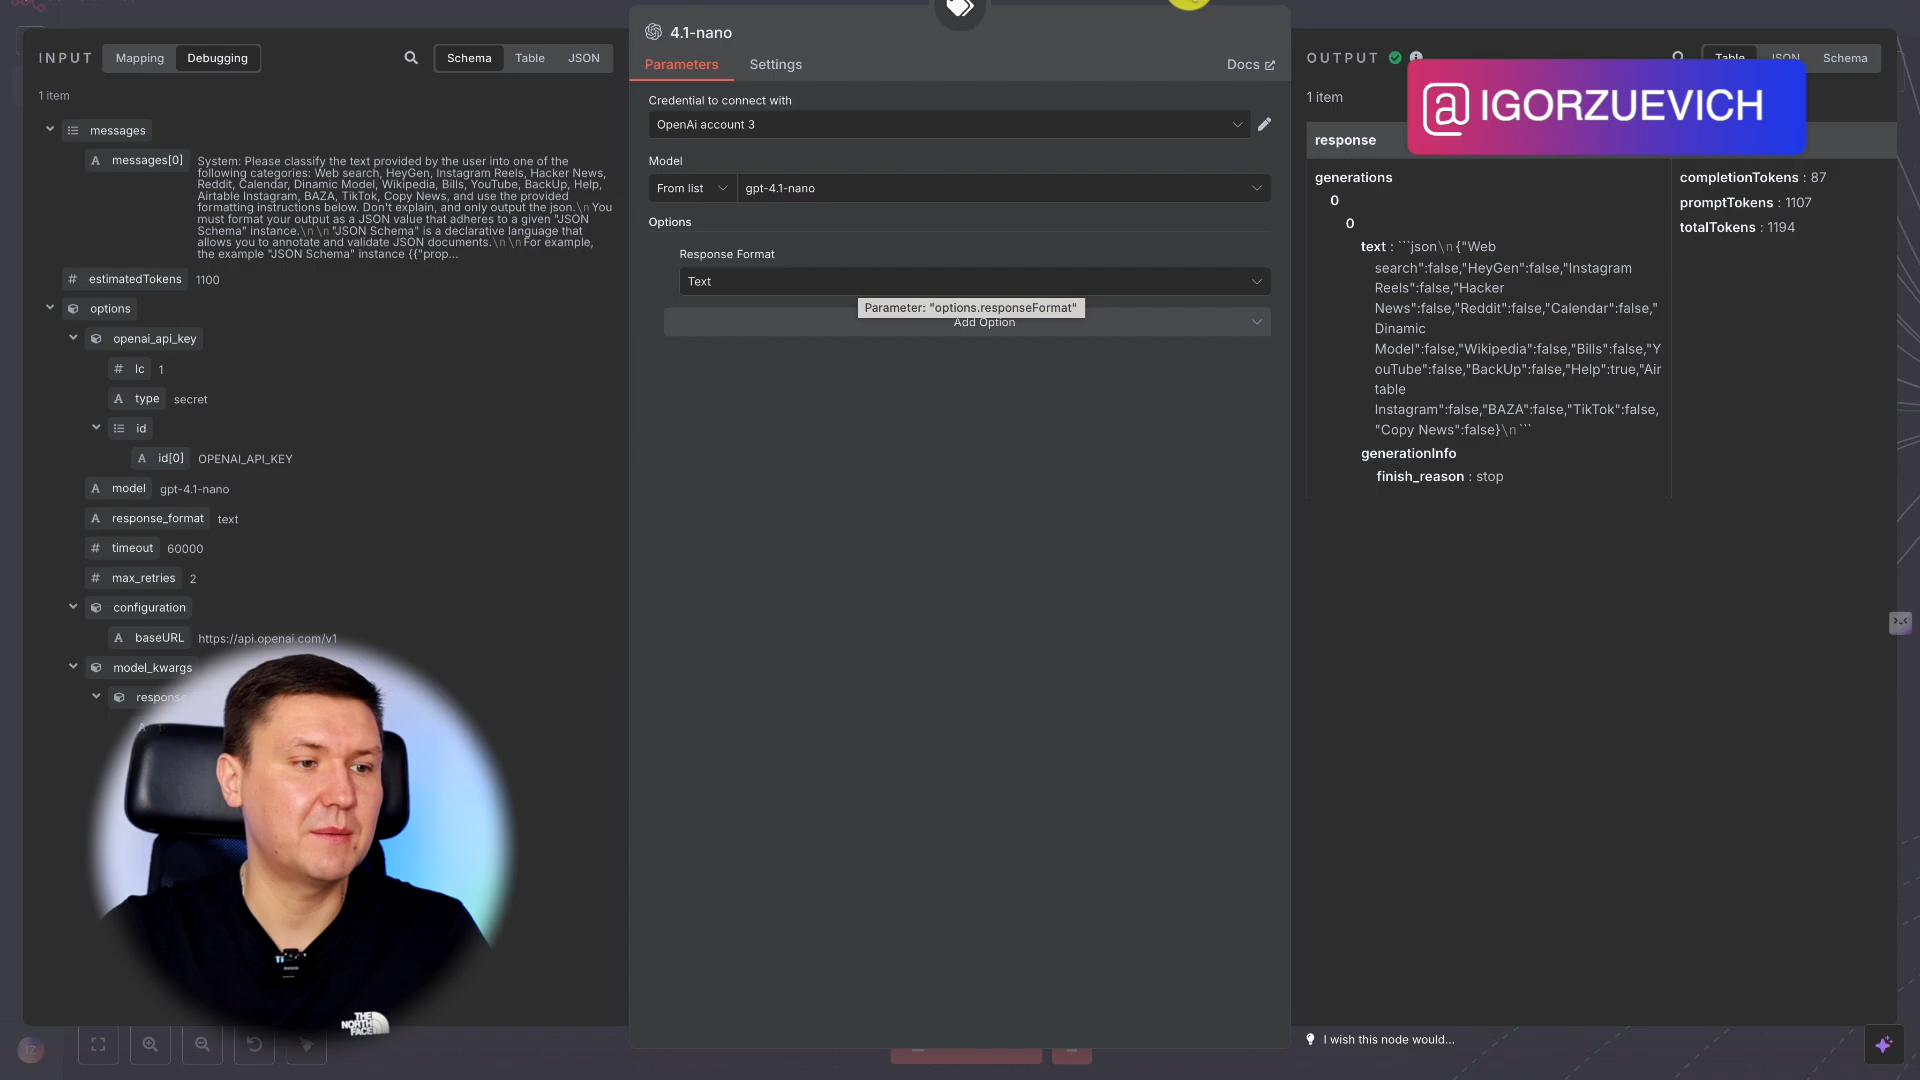 INPUT
Mapping
Debugging
Schema
Table
JSON
1 item
messages
messages[0]
System: Please classify the text provided by the user into one of the
following categories: Web search, HeyGen, Instagram Reels, Hacker News,
Reddit, Calendar, Dinamic Model, Wikipedia, Bills, YouTube, BackUp, Help,
Airtable Instagram, BAZA, TikTok, Copy News, and use the provided
formatting instructions below. Don't explain, and only output the json.\n You
must format your output as a JSON value that adheres to a given "JSON
Schema" instance.\n \n "JSON Schema" is a declarative language that
allows you to annotate and validate JSON documents.\n \n For example,
the example "JSON Schema" instance {{"prop...
estimatedTokens 1100
options
openai_api_key
lc 1
type secret
id
id[0] OPENAI_API_KEY
model gpt-4.1-nano
response_format text
timeout 60000
max_retries 2
configuration
baseURL https://api.openai.com/v1
model_kwargs
THE
NORTH
FACE
IZ
4.1-nano
Parameters
Settings
Docs
Credential to connect with
OpenAi account 3
Model
From list
gpt-4.1-nano
Options
Response Format
Text
Parameter: "options.responseFormat"
Add Option
OUTPUT
Table
JSON
Schema
@IGORZUEVICH
1 item
response
generations
0
0
text : ```json\n {"Web
search":false,"HeyGen":false,"Instagram
Reels":false,"Hacker
News":false,"Reddit":false,"Calendar":false,"
Dinamic
Model":false,"Wikipedia":false,"Bills":false,"Y
ouTube":false,"BackUp":false,"Help":true,"Air
table
Instagram":false,"BAZA":false,"TikTok":false,
"Copy News":false}\n ```
generationInfo
finish_reason : stop
completionTokens : 87
promptTokens : 1107
totalTokens : 1194
I wish this node would...